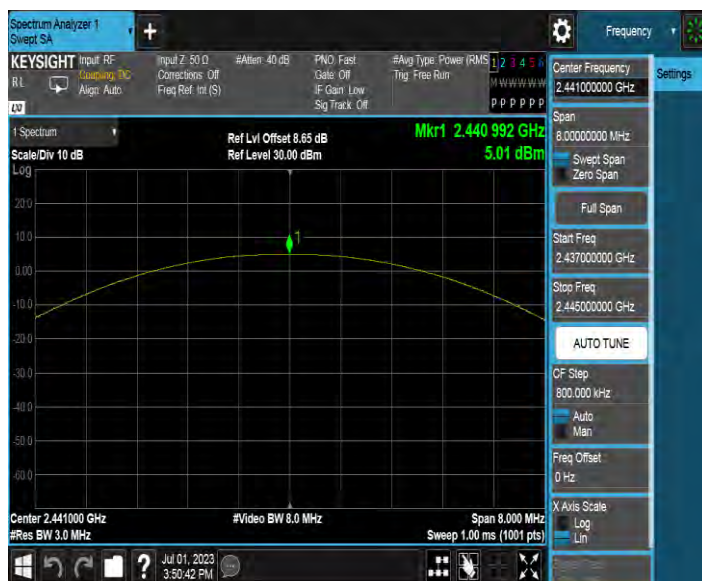 Spectrum Analyzer 1
Swept SA
+
Frequency
KEYSIGHT
Input: RF
Coupling: DC
Align: Auto
Input Z: 50 Ω
Corrections: Off
Freq Ref: Int (S)
#Atten: 40 dB
PNO: Fast
Gate: Off
IF Gain: Low
Sig Track: Off
#Avg Type: Power (RMS
Trig: Free Run
1 2 3 4 5 6
M W W W W W
P P P P P P
RL
LXI
1 Spectrum
Scale/Div 10 dB
Log
Ref Lvl Offset 8.65 dB
Ref Level 30.00 dBm
Mkr1 2.440 992 GHz
5.01 dBm
20.0
10.0
0.00
-10.0
-20.0
-30.0
-40.0
-50.0
-60.0
1
Center 2.441000 GHz
#Res BW 3.0 MHz
#Video BW 8.0 MHz
Span 8.000 MHz
Sweep 1.00 ms (1001 pts)
Center Frequency
2.441000000 GHz
Settings
Span
8.00000000 MHz
Swept Span
Zero Span
Full Span
Start Freq
2.437000000 GHz
Stop Freq
2.445000000 GHz
AUTO TUNE
CF Step
800.000 kHz
Auto
Man
Freq Offset
0 Hz
X Axis Scale
Log
Lin
?
Jul 01, 2023
3:50:42 PM